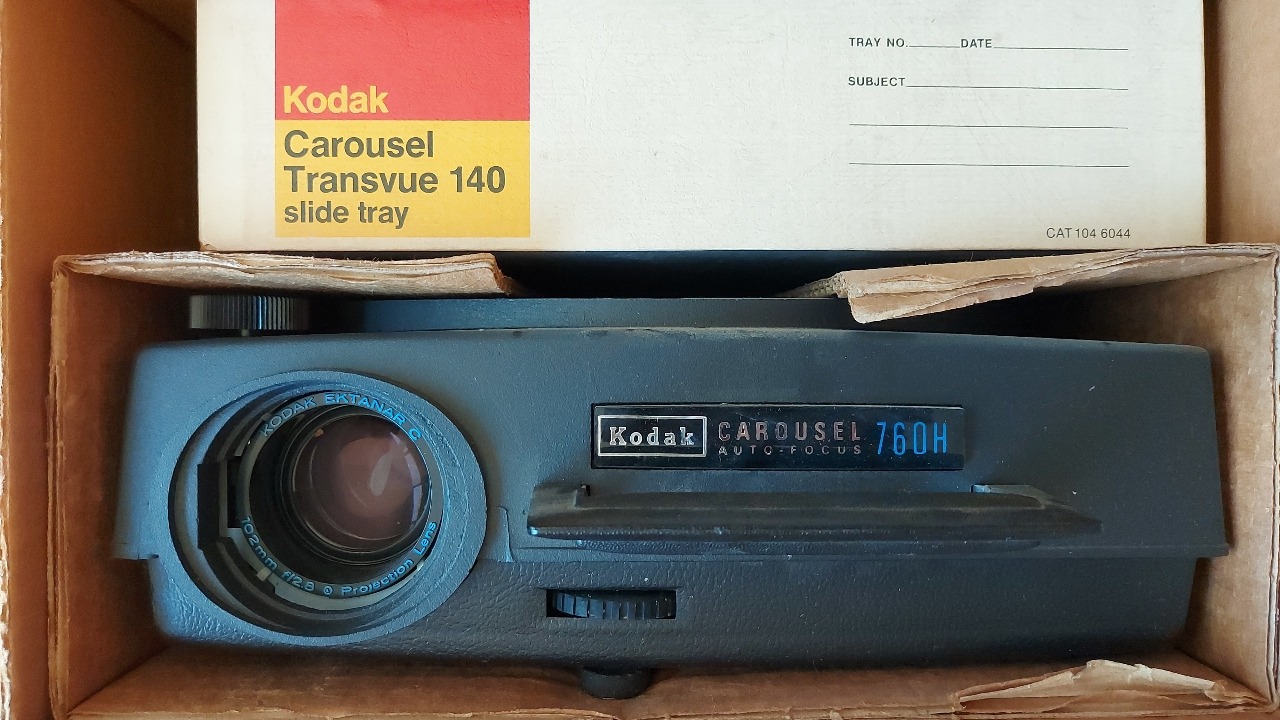 Kodak
Carousel
Transvue 140
slide tray
TRAY NO. DATE
SUBJECT
CAT 104 6044
KODAK EKTANAR C
102mm f/2.8 Projection Lens
Kodak CAROUSEL 760H
AUTO-FOCUS